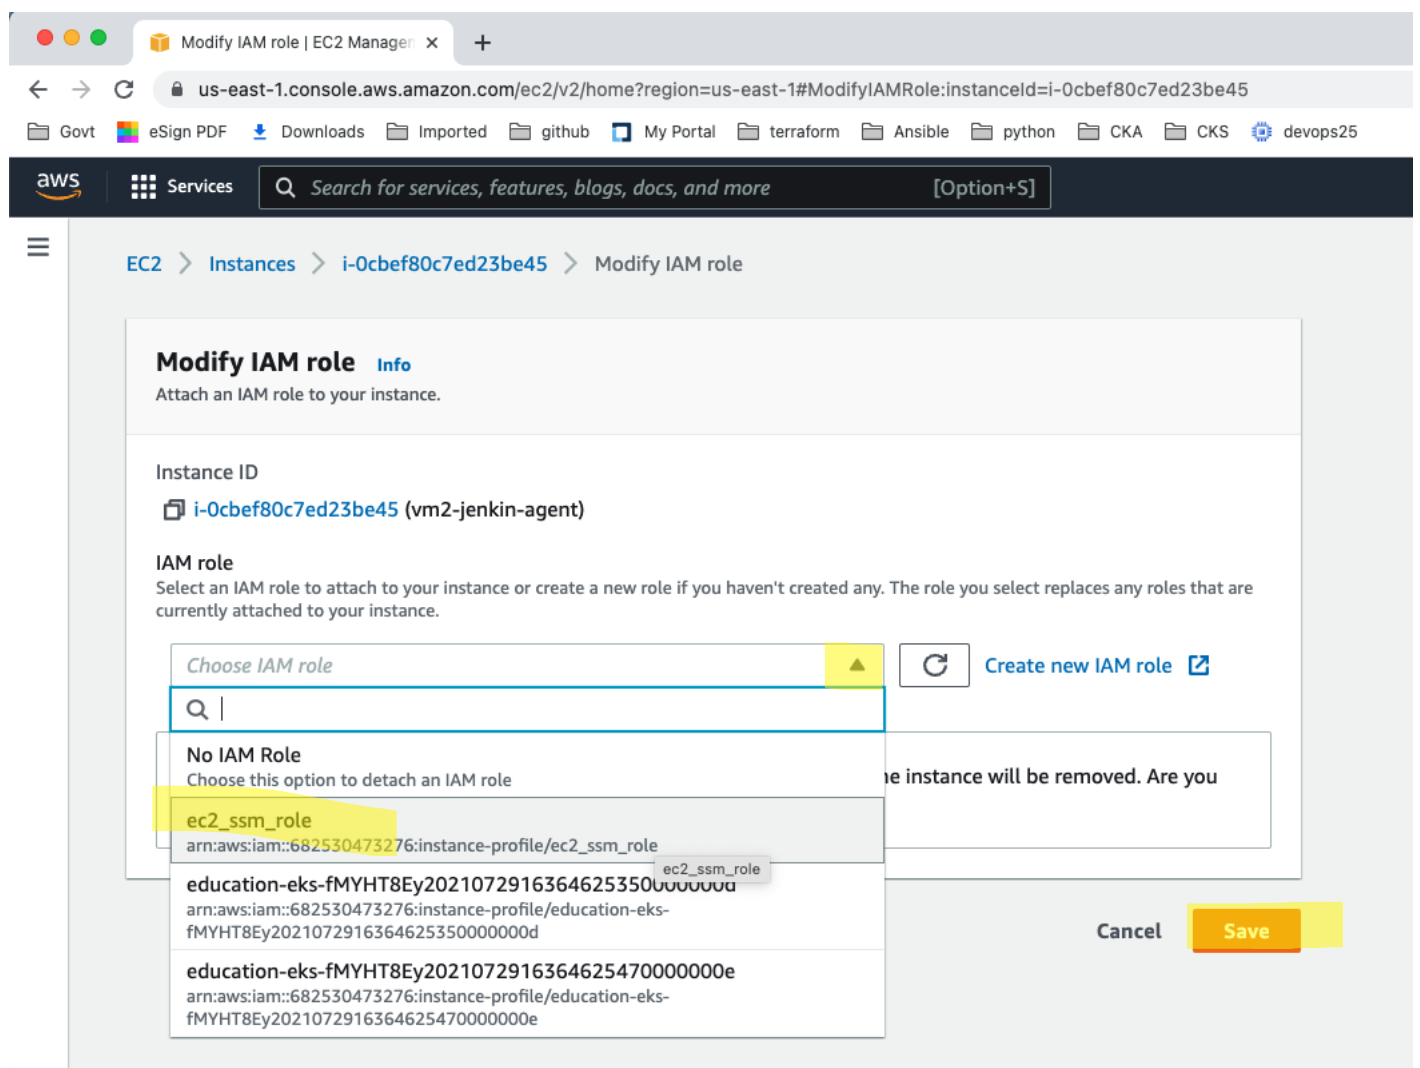 Modify IAM role | EC2 Manager
us-east-1.console.aws.amazon.com/ec2/v2/home?region=us-east-1#ModifyIAMRole:instanceId=i-0cbef80c7ed23be45
Govt eSign PDF Downloads Imported github My Portal terraform Ansible python CKA CKS devops25
aws Services Search for services, features, blogs, docs, and more [Option+S]
EC2 Instances i-0cbef80c7ed23be45 Modify IAM role
Modify IAM role Info
Attach an IAM role to your instance.
Instance ID
i-0cbef80c7ed23be45 (vm2-jenkin-agent)
IAM role
Select an IAM role to attach to your instance or create a new role if you haven't created any. The role you select replaces any roles that are
currently attached to your instance.
Choose IAM role Create new IAM role
No IAM Role
Choose this option to detach an IAM role
instance will be removed. Are you
ec2_ssm_role
arn:aws:iam::682530473276:instance-profile/ec2_ssm_role
ec2_ssm_role
education-eks-fMYHT8Ey20210729163646253500000000d
arn:aws:iam::682530473276:instance-profile/education-eks-
fMYHT8Ey2021072916364625350000000d
education-eks-fMYHT8Ey2021072916364625470000000e
arn:aws:iam::682530473276:instance-profile/education-eks-
fMYHT8Ey2021072916364625470000000e
Cancel Save